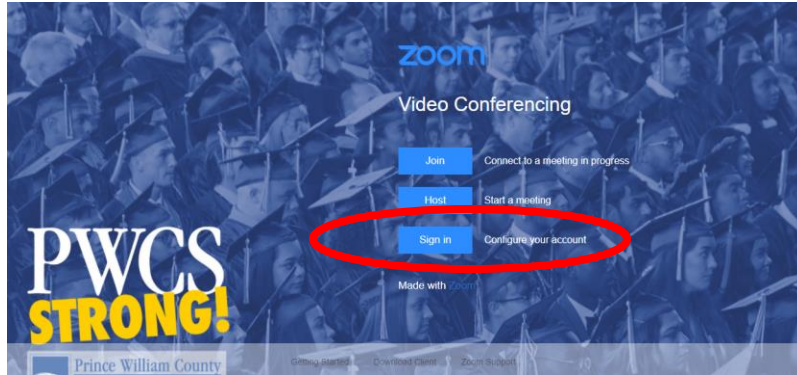 zoom
Video Conferencing
Join Connect to a meeting in progress
Host Start a meeting
Sign in Configure your account
Made with Zoom
PWCS
STRONG!
Prince William County
Getting Started Download Client Zoom Support